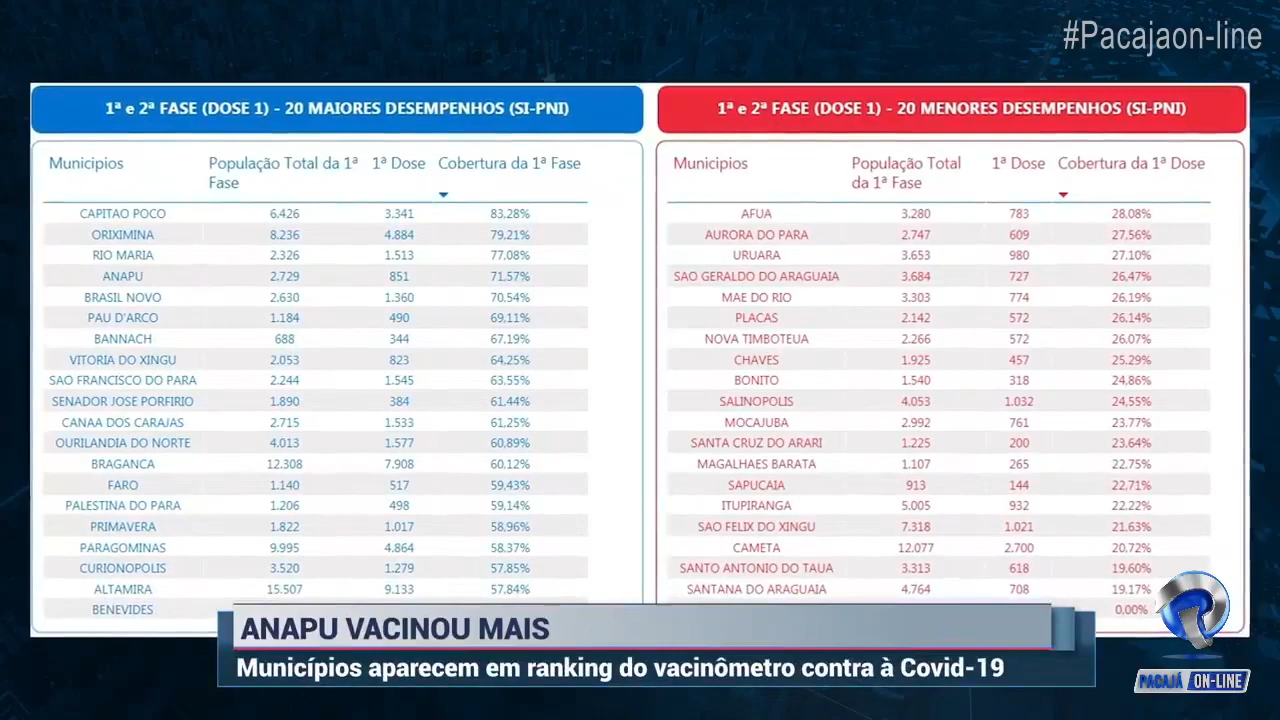 #Pacajaon-line
1ª e 2ª FASE (DOSE 1) - 20 MAIORES DESEMPENHOS (SI-PNI)
Municipios População Total da 1ª Fase 1ª Dose Cobertura da 1ª Fase
CAPITAO POCO 6.426 3.341 83,28%
ORIXIMINA 8.236 4.884 79,21%
RIO MARIA 2.326 1.513 77,08%
ANAPU 2.729 851 71,57%
BRASIL NOVO 2.630 1.360 70,54%
PAU D'ARCO 1.184 490 69,11%
BANNACH 688 344 67,19%
VITORIA DO XINGU 2.053 823 64,25%
SAO FRANCISCO DO PARA 2.244 1.545 63,55%
SENADOR JOSE PORFIRIO 1.890 384 61,44%
CANAA DOS CARAJAS 2.715 1.533 61,25%
OURILANDIA DO NORTE 4.013 1.577 60,89%
BRAGANCA 12.308 7.908 60,12%
FARO 1.140 517 59,43%
PALESTINA DO PARA 1.206 498 59,14%
PRIMAVERA 1.822 1.017 58,96%
PARAGOMINAS 9.995 4.864 58,37%
CURIONOPOLIS 3.520 1.279 57,85%
ALTAMIRA 15.507 9.133 57,84%
BENEVIDES
1ª e 2ª FASE (DOSE 1) - 20 MENORES DESEMPENHOS (SI-PNI)
Municipios População Total da 1ª Fase 1ª Dose Cobertura da 1ª Dose
AFUA 3.280 783 28,08%
AURORA DO PARA 2.747 609 27,56%
URUARA 3.653 980 27,10%
SAO GERALDO DO ARAGUAIA 3.684 727 26,47%
MAE DO RIO 3.303 774 26,19%
PLACAS 2.142 572 26,14%
NOVA TIMBOTEUA 2.266 572 26,07%
CHAVES 1.925 457 25,29%
BONITO 1.540 318 24,86%
SALINOPOLIS 4.053 1.032 24,55%
MOCAJUBA 2.992 761 23,77%
SANTA CRUZ DO ARARI 1.225 200 23,64%
MAGALHAES BARATA 1.107 265 22,75%
SAPUCAIA 913 144 22,71%
ITUPIRANGA 5.005 932 22,22%
SAO FELIX DO XINGU 7.318 1.021 21,63%
CAMETA 12.077 2.700 20,72%
SANTO ANTONIO DO TAUA 3.313 618 19,60%
SANTANA DO ARAGUAIA 4.764 708 19,17%
0,00%
ANAPU VACINOU MAIS
Municípios aparecem em ranking do vacinômetro contra à Covid-19
PACAJÁ ON-LINE